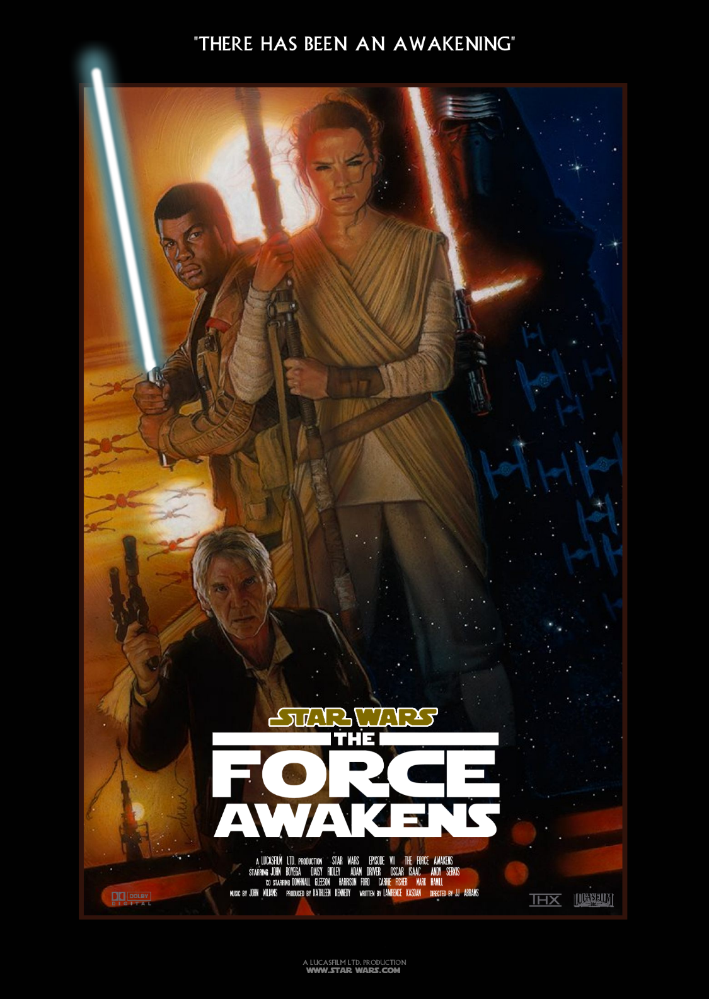 "THERE HAS BEEN AN AWAKENING"
STAR WARS
THE
FORCE
AWAKENS
A LUCASFILM LTD. PRODUCTION STAR WARS EPISODE VII THE FORCE AWAKENS
STARRING JOHN BOYEGA DAISY RIDLEY ADAM DRIVER OSCAR ISAAC ANDY SERKIS
CO STARRING DOMHNALL GLEESON HARRISON FORD CARRIE FISHER MARK HAMILL
MUSIC BY JOHN WILIAMS PRODUCED BY KATHLEEN KENNEDY WRITTEN BY LAWRENCE KASDAN DIRECTED BY JJ ABRAMS
DOLBY
DIGITAL
THX
LUCASFILM
LTD
A LUCASFILM LTD. PRODUCTION
WWW.STAR WARS.COM